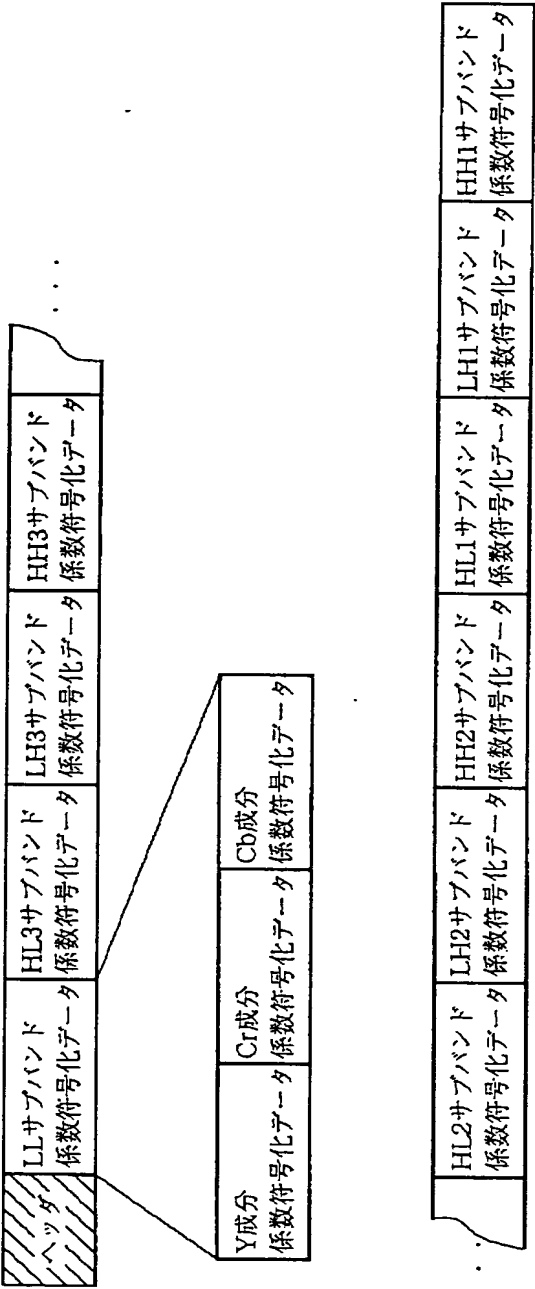 ヘッダ
LLサブバンド
係数符号化データ
HL3サブバンド
係数符号化データ
LH3サブバンド
係数符号化データ
HH3サブバンド
係数符号化データ
. . .
Y成分
係数符号化データ
Cr成分
係数符号化データ
Cb成分
係数符号化データ
. .
HL2サブバンド
係数符号化データ
LH2サブバンド
係数符号化データ
HH2サブバンド
係数符号化データ
HL1サブバンド
係数符号化データ
LH1サブバンド
係数符号化データ
HH1サブバンド
係数符号化データ